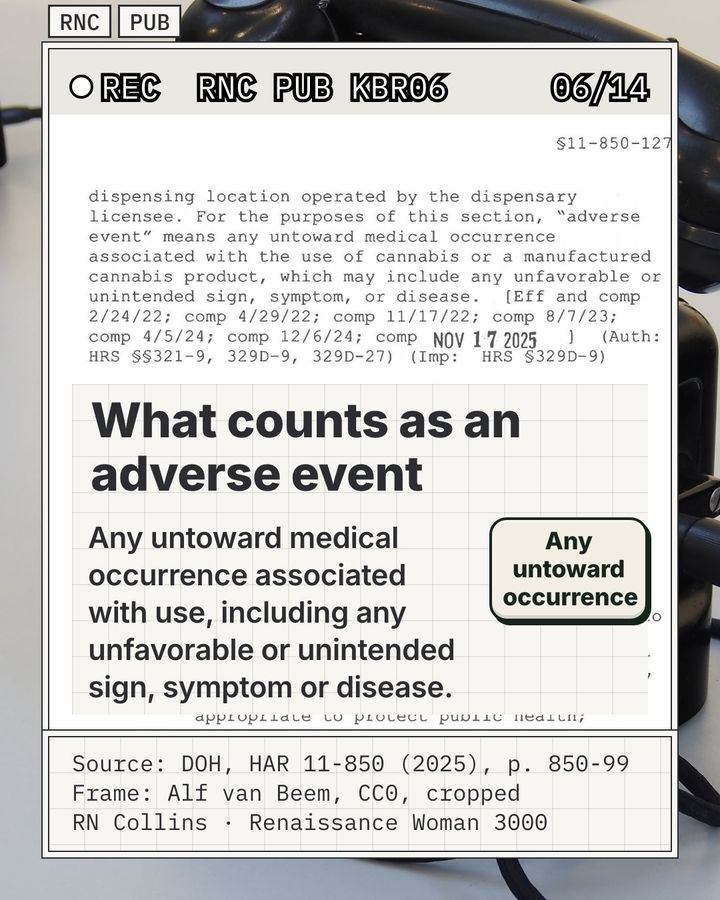 RNC PUB
REC RNC PUB KBR06 06/14
§11-850-127
dispensing location operated by the dispensary
licensee. For the purposes of this section, “adverse
event” means any untoward medical occurrence
associated with the use of cannabis or a manufactured
cannabis product, which may include any unfavorable or
unintended sign, symptom, or disease. [Eff and comp
2/24/22; comp 4/29/22; comp 11/17/22; comp 8/7/23;
comp 4/5/24; comp 12/6/24; comp NOV 17 2025 ] (Auth:
HRS §§321-9, 329D-9, 329D-27) (Imp: HRS §329D-9)
What counts as an
adverse event
Any untoward medical
occurrence associated
with use, including any
unfavorable or unintended
sign, symptom or disease.
Any
untoward
occurrence
appropriate to protect public health;
Source: DOH, HAR 11-850 (2025), p. 850-99
Frame: Alf van Beem, CC0, cropped
RN Collins · Renaissance Woman 3000